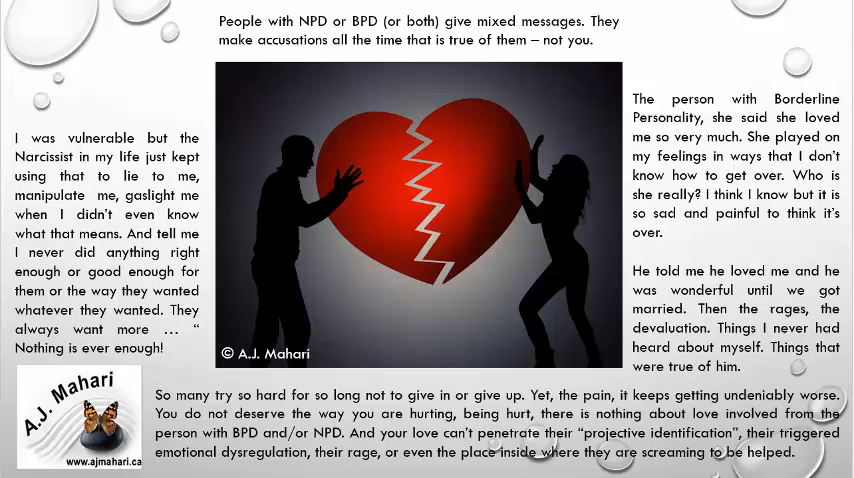 People with NPD or BPD (or both) give mixed messages. They
make accusations all the time that is true of them – not you.
I was vulnerable but the
Narcissist in my life just kept
using that to lie to me,
manipulate me, gaslight me
when I didn't even know
what that means. And tell me
I never did anything right
enough or good enough for
them or the way they wanted
whatever they wanted. They
always want more … “
Nothing is ever enough!
© A.J. Mahari
The person with Borderline
Personality, she said she loved
me so very much. She played on
my feelings in ways that I don't
know how to get over. Who is
she really? I think I know but it is
so sad and painful to think it's
over.
He told me he loved me and he
was wonderful until we got
married. Then the rages, the
devaluation. Things I never had
heard about myself. Things that
were true of him.
A.J. Mahari
www.ajmahari.ca
So many try so hard for so long not to give in or give up. Yet, the pain, it keeps getting undeniably worse.
You do not deserve the way you are hurting, being hurt, there is nothing about love involved from the
person with BPD and/or NPD. And your love can't penetrate their “projective identification”, their triggered
emotional dysregulation, their rage, or even the place inside where they are screaming to be helped.